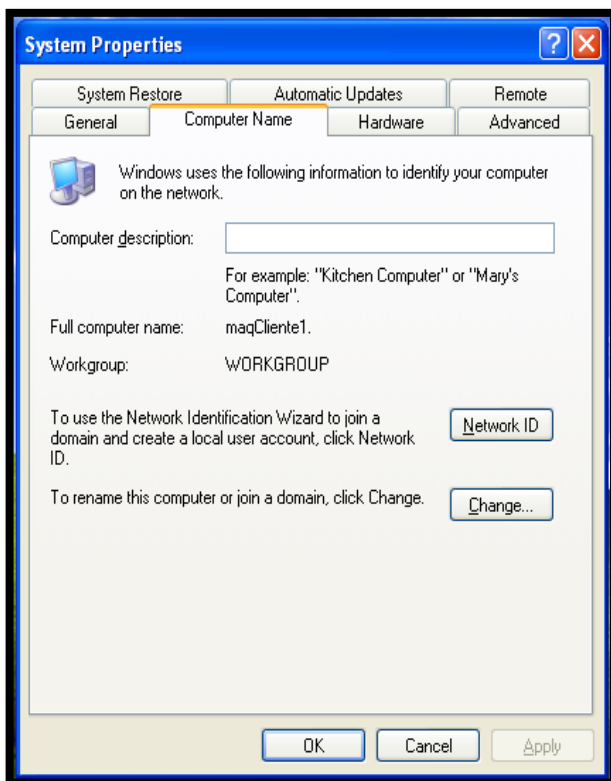 System Properties
System Restore
Automatic Updates
Remote
General
Computer Name
Hardware
Advanced
Windows uses the following information to identify your computer
on the network.
Computer description:
For example: "Kitchen Computer" or "Mary's
Computer".
Full computer name: maqCliente1.
Workgroup: WORKGROUP
To use the Network Identification Wizard to join a
domain and create a local user account, click Network
ID.
Network ID
To rename this computer or join a domain, click Change.
Change...
OK
Cancel
Apply